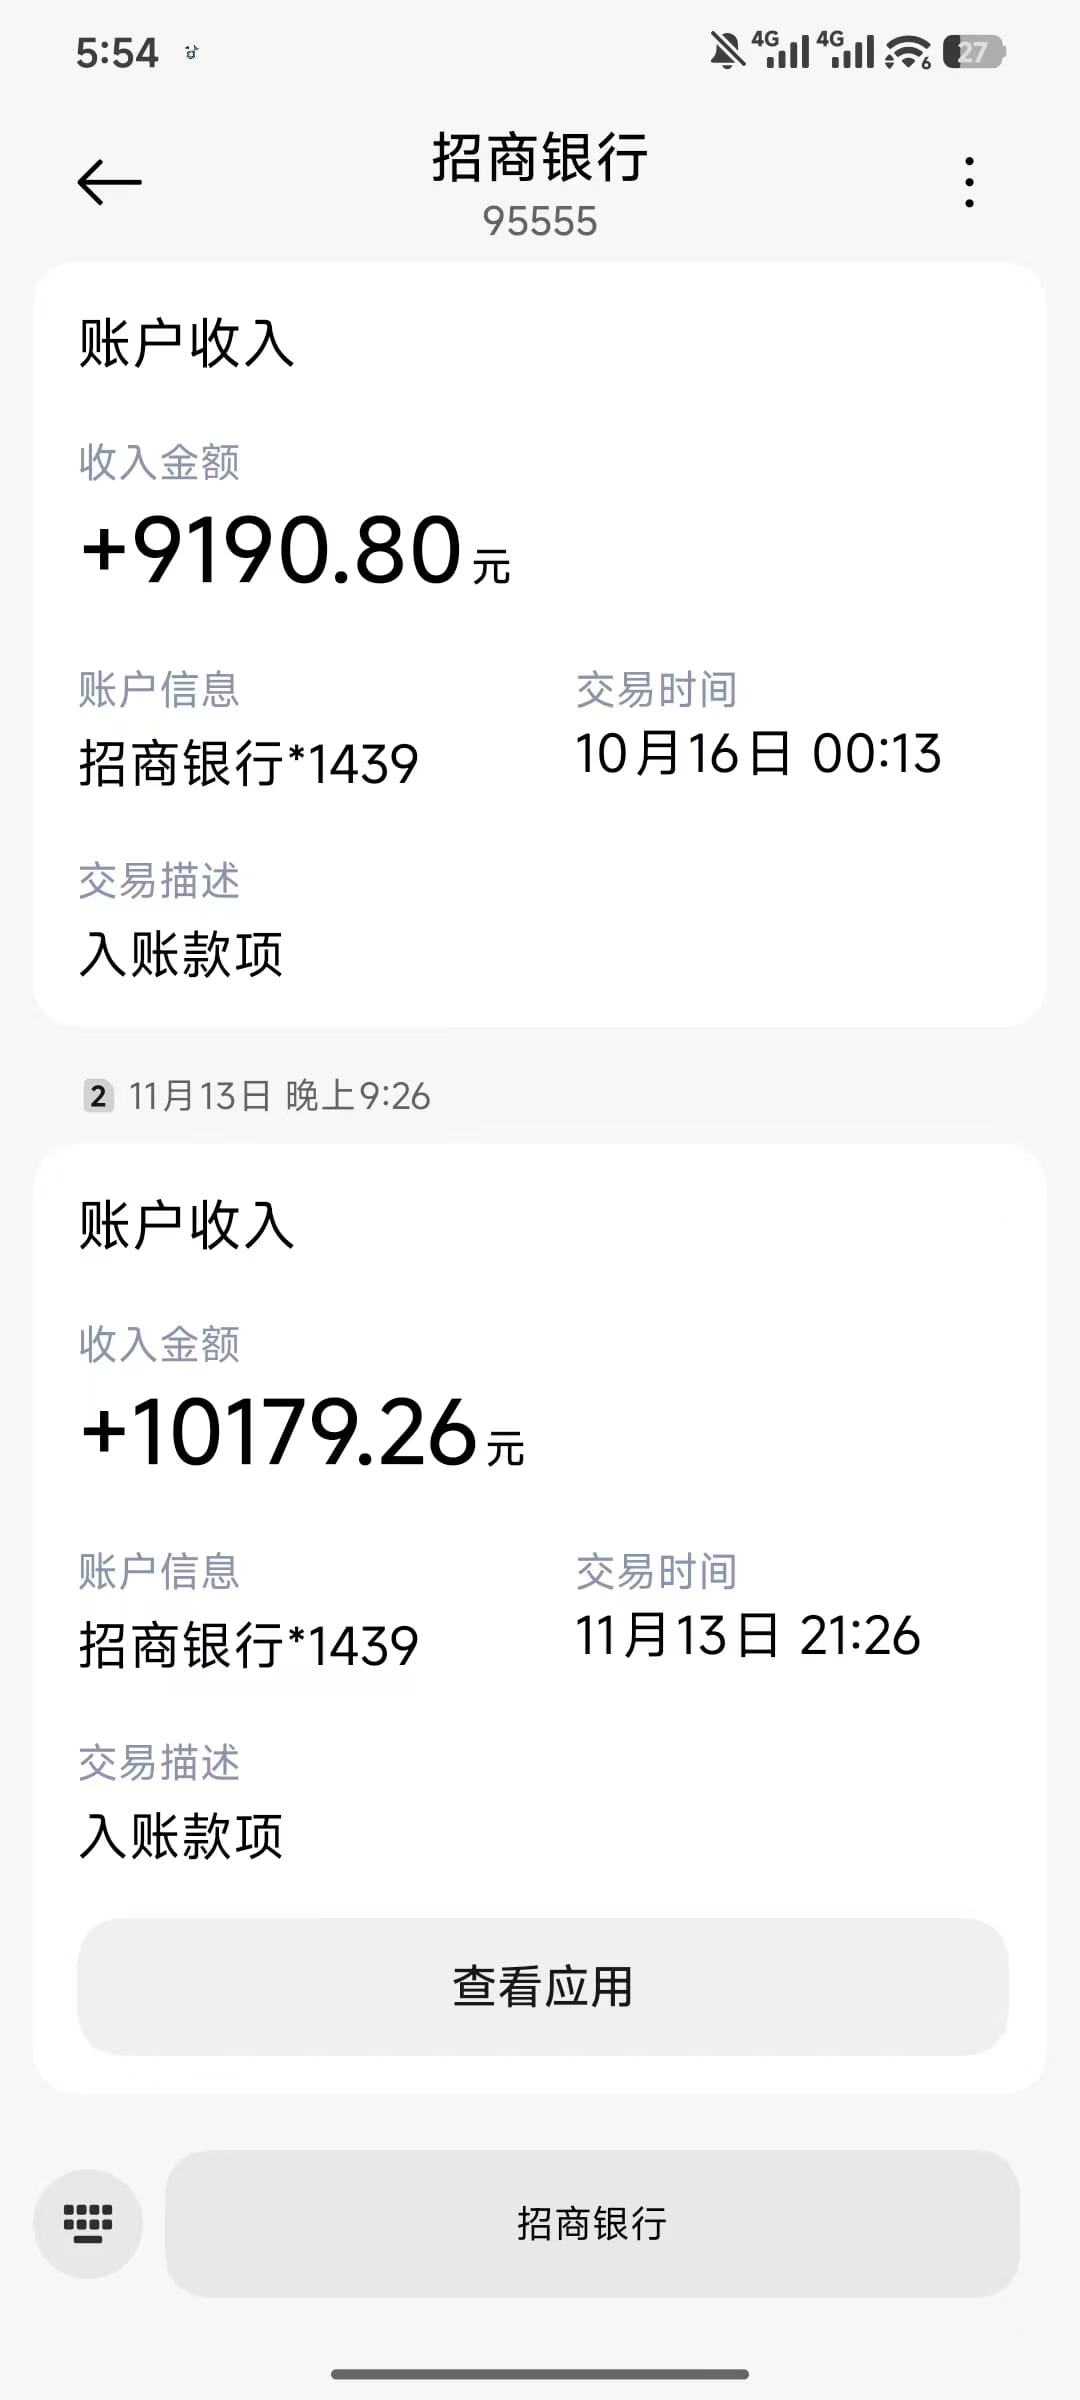 5:54
4G 4G 6 27
招商银行
95555
账户收入
收入金额
+9190.80元
账户信息 交易时间
招商银行*1439 10月16日 00:13
交易描述
入账款项
2 11月13日 晚上9:26
账户收入
收入金额
+10179.26元
账户信息 交易时间
招商银行*1439 11月13日 21:26
交易描述
入账款项
查看应用
招商银行